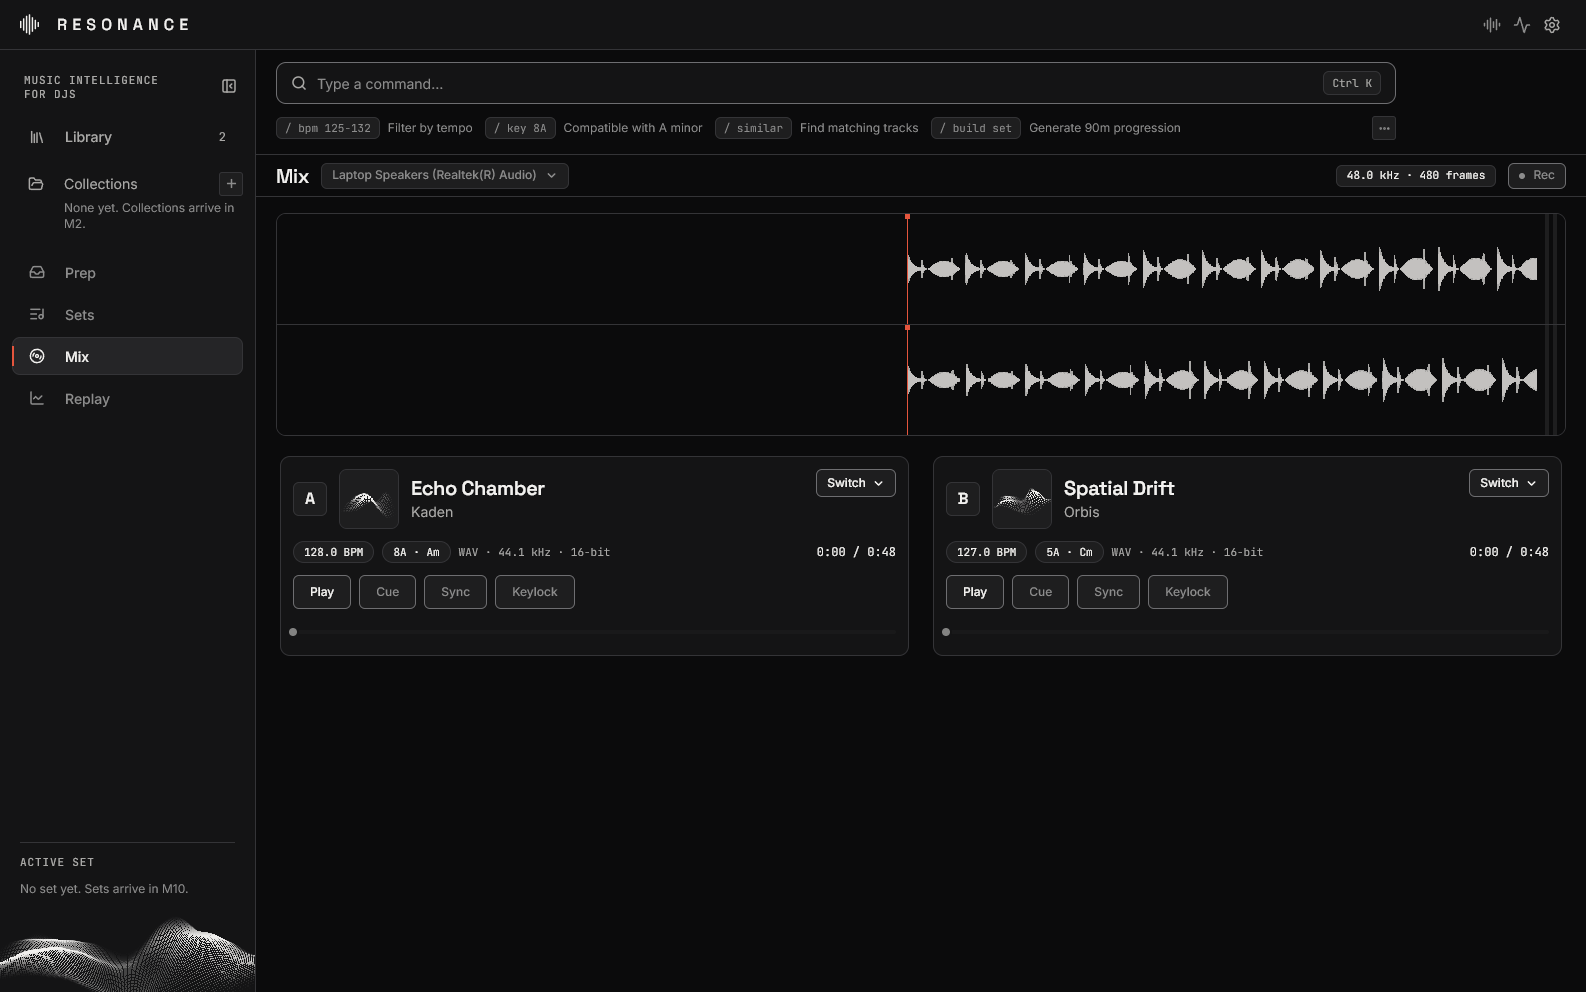 RESONANCE
MUSIC INTELLIGENCE
FOR DJS
Library 2
Collections +
None yet. Collections arrive in
M2.
Prep
Sets
Mix
Replay
ACTIVE SET
No set yet. Sets arrive in M10.
Type a command... Ctrl K
/ bpm 125-132 Filter by tempo / key 8A Compatible with A minor / similar Find matching tracks / build set Generate 90m progression
Mix Laptop Speakers (Realtek(R) Audio) 48.0 kHz · 480 frames Rec
A Echo Chamber Switch
Kaden
128.0 BPM 8A · Am WAV · 44.1 kHz · 16-bit 0:00 / 0:48
Play Cue Sync Keylock
B Spatial Drift Switch
Orbis
127.0 BPM 5A · Cm WAV · 44.1 kHz · 16-bit 0:00 / 0:48
Play Cue Sync Keylock